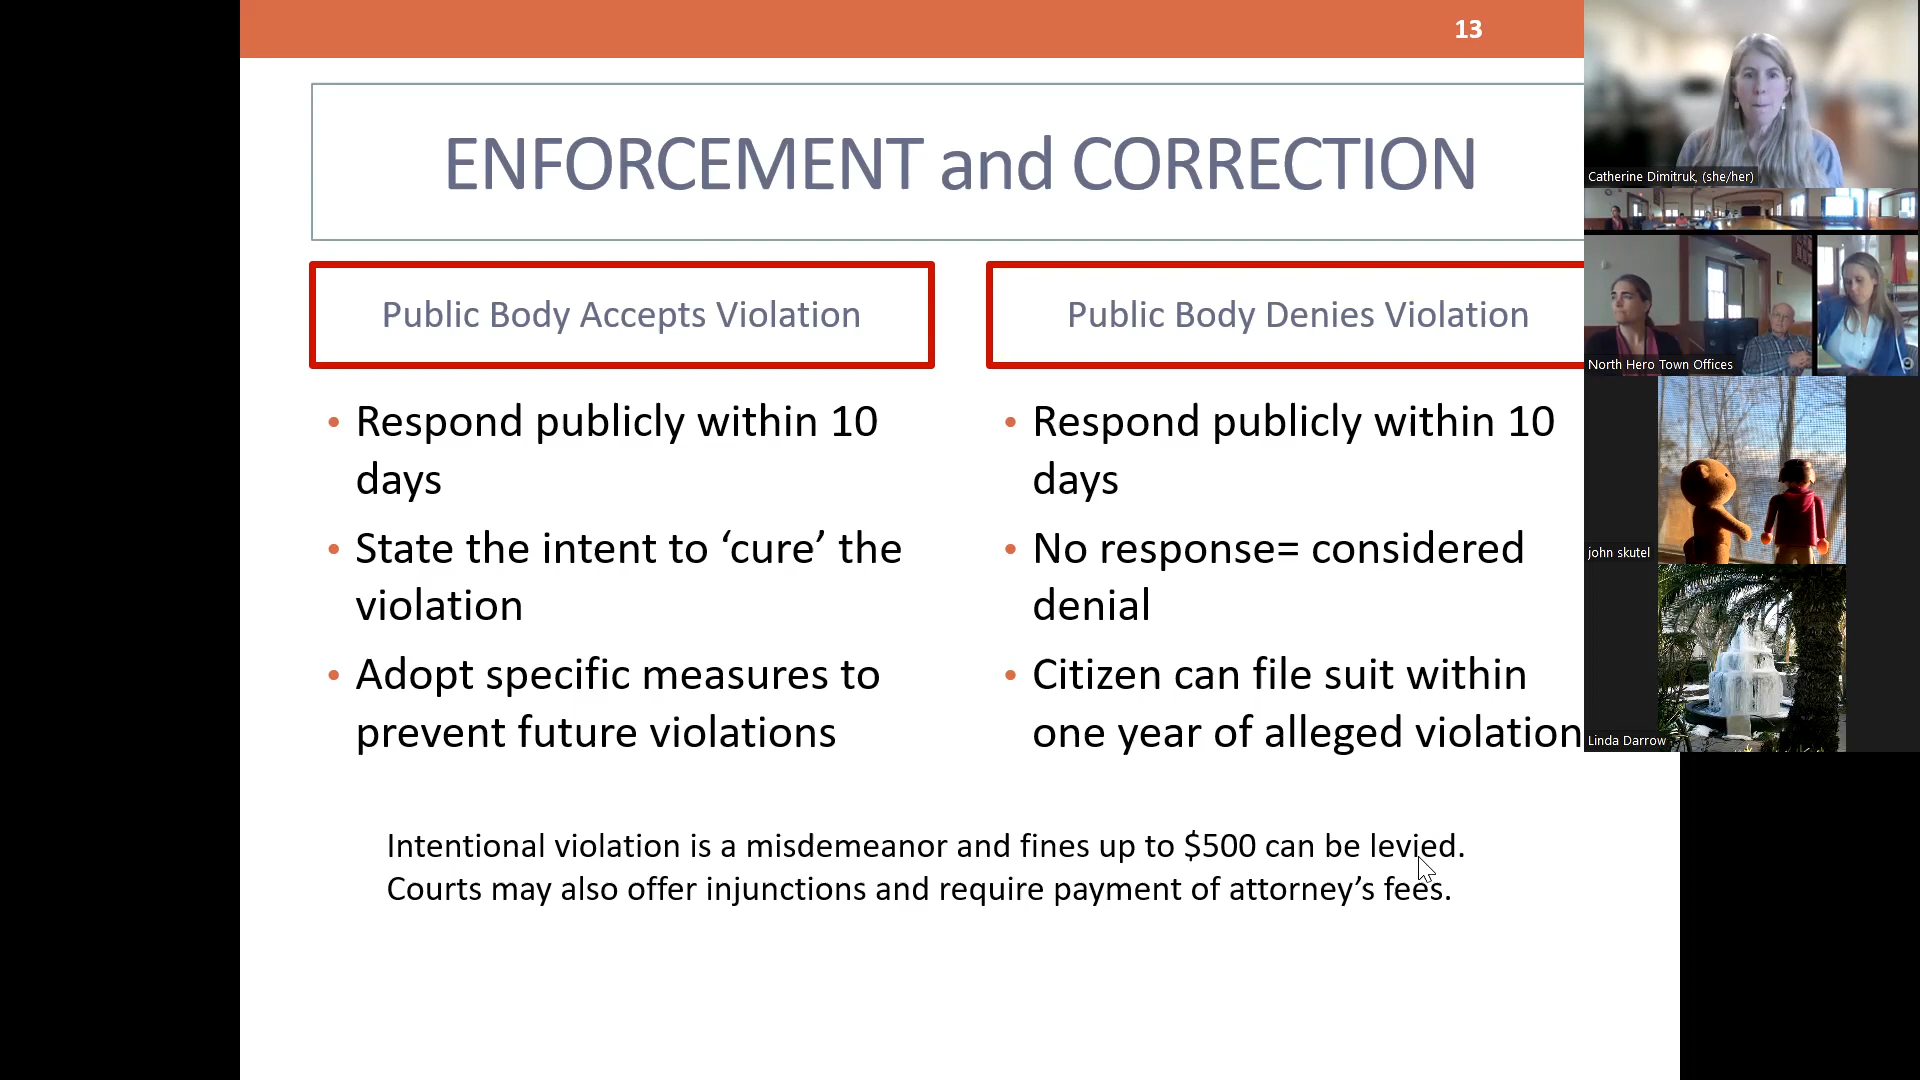 13
ENFORCEMENT and CORRECTION
Public Body Accepts Violation
• Respond publicly within 10
days
• State the intent to ‘cure’ the
violation
• Adopt specific measures to
prevent future violations
Public Body Denies Violation
• Respond publicly within 10
days
• No response= considered
denial
• Citizen can file suit within
one year of alleged violation
Intentional violation is a misdemeanor and fines up to $500 can be levied.
Courts may also offer injunctions and require payment of attorney’s fees.
Catherine Dimitruk, (she/her)
North Hero Town Offices
john skutel
Linda Darrow